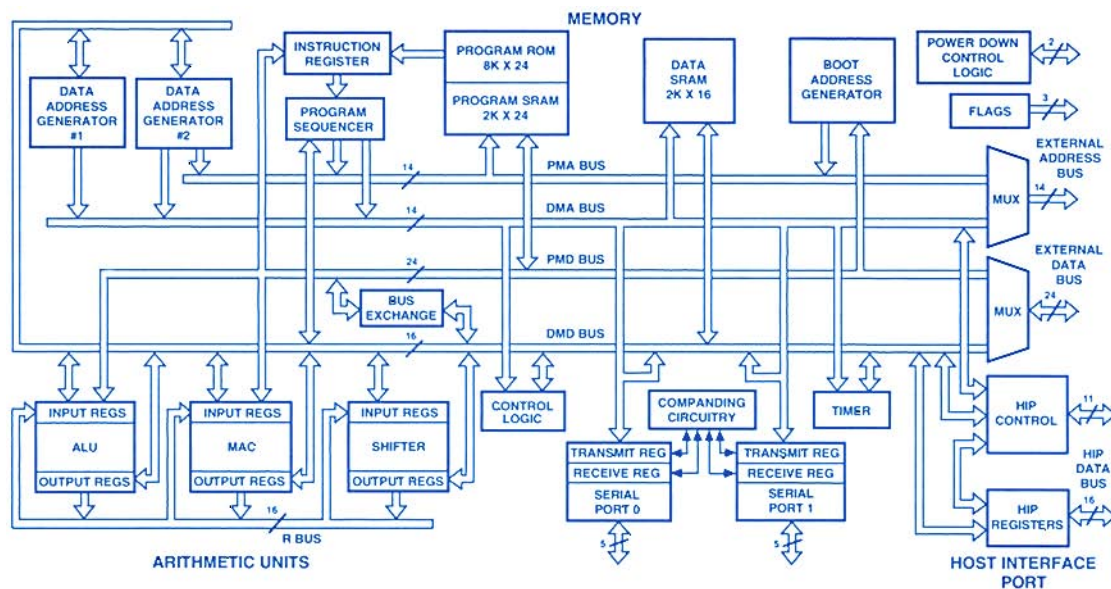 MEMORY
INSTRUCTION
REGISTER
PROGRAM ROM
8K X 24
PROGRAM SRAM
2K X 24
DATA
SRAM
2K X 16
BOOT
ADDRESS
GENERATOR
POWER DOWN
CONTROL
LOGIC
2
FLAGS
3
DATA
ADDRESS
GENERATOR
#1
DATA
ADDRESS
GENERATOR
#2
PROGRAM
SEQUENCER
EXTERNAL
ADDRESS
BUS
14
PMA BUS
MUX
14
14
DMA BUS
24
PMD BUS
EXTERNAL
DATA
BUS
BUS
EXCHANGE
MUX
24
16
DMD BUS
INPUT REGS
ALU
OUTPUT REGS
INPUT REGS
MAC
OUTPUT REGS
INPUT REGS
SHIFTER
OUTPUT REGS
CONTROL
LOGIC
COMPANDING
CIRCUITRY
TIMER
HIP
CONTROL
11
TRANSMIT REG
RECEIVE REG
SERIAL
PORT 0
5
TRANSMIT REG
RECEIVE REG
SERIAL
PORT 1
5
HIP
DATA
BUS
HIP
REGISTERS
16
16
R BUS
ARITHMETIC UNITS
HOST INTERFACE
PORT